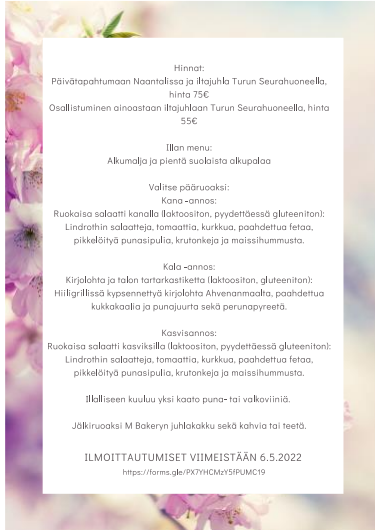 Hinnat:
Päivätapahtumaan Naantalissa ja iltajuhla Turun Seurahuoneella,
hinta 75€
Osallistuminen ainoastaan iltajuhlaan Turun Seurahuoneella, hinta
55€
Illan menu:
Alkumalja ja pientä suolaista alkupalaa
Valitse pääruoaksi:
Kana -annos:
Ruokaisa salaatti kanalla (laktoositon, pyydettäessä gluteeniton):
Lindrothin salaatteja, tomaattia, kurkkua, paahdettua fetaa,
pikkelöityä punasipulia, krutonkeja ja maissihummusta.
Kala -annos:
Kirjolohta ja talon tartarkastiketta (laktoositon, gluteeniton):
Hiiligrillissä kypsennettyä kirjolohta Ahvenanmaalta, paahdettua
kukkakaalia ja punajuurta sekä perunapyreetä.
Kasvisannos:
Ruokaisa salaatti kasviksilla (laktoositon, pyydettäessä gluteeniton):
Lindrothin salaatteja, tomaattia, kurkkua, paahdettua fetaa,
pikkelöityä punasipulia, krutonkeja ja maissihummusta.
Illalliseen kuuluu yksi kaato puna- tai valkoviiniä.
Jälkiruoaksi M Bakeryn juhlakakku sekä kahvia tai teetä.
ILMOITTAUTUMISET VIIMEISTÄÄN 6.5.2022
https://forms.gle/PX7YHCMzY5fPUMC19